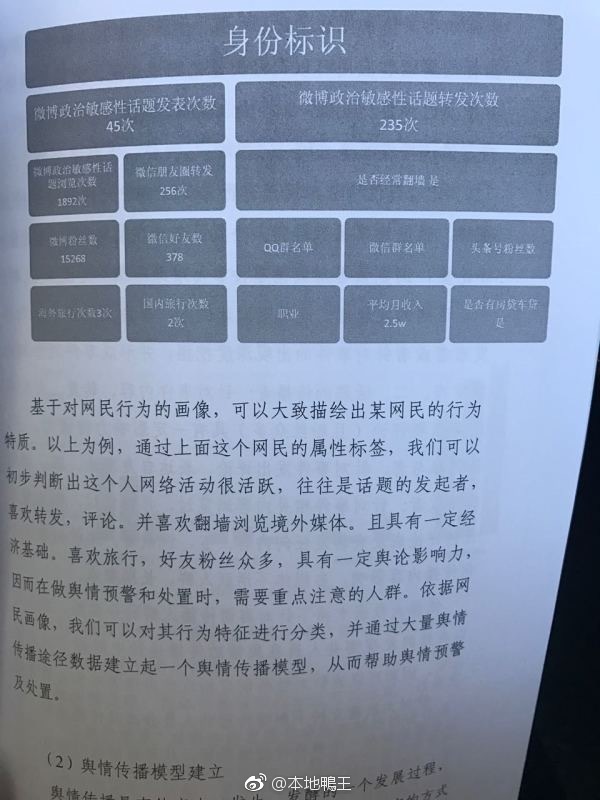 身份标识
微博政治敏感性话题发表次数
45次
微博政治敏感性话题转发次数
235次
微博政治敏感性话
题浏览次数
1892次
微信朋友圈转发
256次
是否经常翻墙 是
微博粉丝数
15268
微信好友数
378
QQ群名单
微信群名单
头条号粉丝数
海外旅行次数3次
国内旅行次数
2次
职业
平均月收入
2.5w
是否有房贷车贷
是
基于对网民行为的画像，可以大致描绘出某网民的行为
特质。以上为例，通过上面这个网民的属性标签，我们可以
初步判断出这个人网络活动很活跃，往往是话题的发起者，
喜欢转发，评论。并喜欢翻墙浏览境外媒体。且具有一定经
济基础。喜欢旅行，好友粉丝众多，具有一定舆论影响力，
因而在做舆情预警和处置时，需要重点注意的人群。依据网
民画像，我们可以对其行为特征进行分类，并通过大量舆情
传播途径数据建立起一个舆情传播模型，从而帮助舆情预警
及处置。
（2）舆情传播模型建立
一个发展过程，
的方式
@本地鴨王